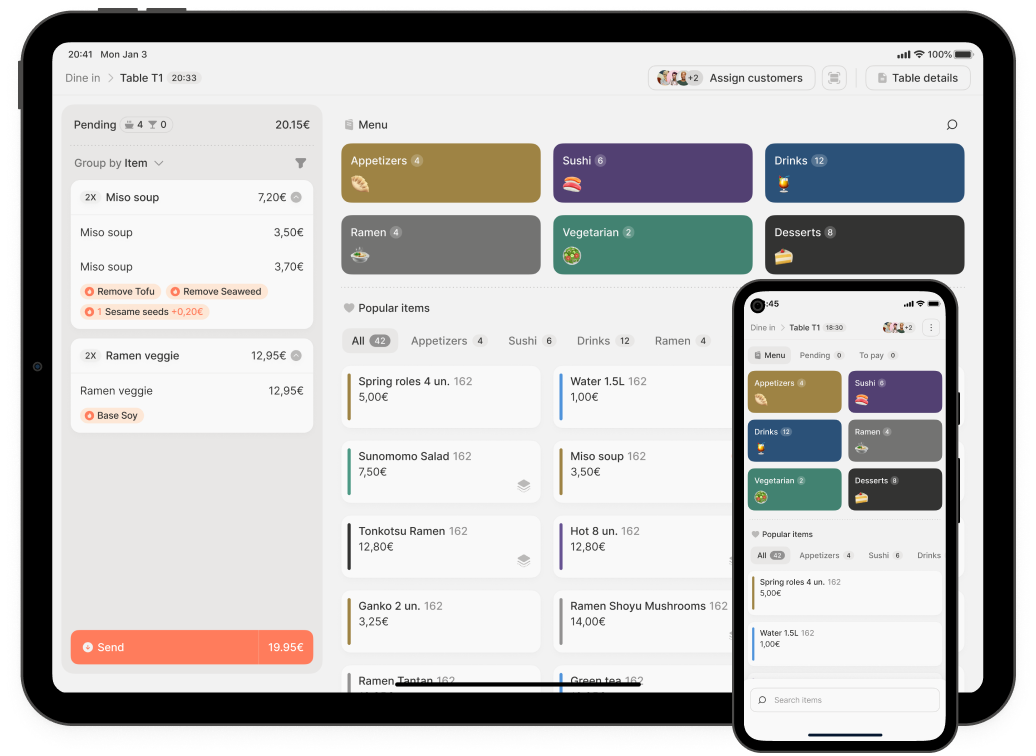 20:41 Mon Jan 3
100%
Dine in > Table T1 20:33
+2 Assign customers
Table details
Pending 4 0 20.15€
Group by Item
2X Miso soup 7,20€
Miso soup 3,50€
Miso soup 3,70€
Remove Tofu Remove Seaweed
1 Sesame seeds +0,20€
2X Ramen veggie 12,95€
Ramen veggie 12,95€
Base Soy
Send 19.95€
Menu
Appetizers 4
Sushi 6
Drinks 12
Ramen 4
Vegetarian 2
Desserts 8
Popular items
All 42 Appetizers 4 Sushi 6 Drinks 12 Ramen 4
Spring roles 4 un. 162
5,00€
Water 1.5L 162
1,00€
Sunomomo Salad 162
7,50€
Miso soup 162
3,50€
Tonkotsu Ramen 162
12,80€
Hot 8 un. 162
12,80€
Ganko 2 un. 162
3,25€
Ramen Shoyu Mushrooms 162
14,00€
Ramen Tantan 162
Green tea 162
:45
Dine in > Table T1 18:30
+2
Menu Pending 0 To pay 0
Appetizers 4
Sushi 6
Drinks 12
Ramen 4
Vegetarian 2
Desserts 8
Popular items
All 42 Appetizers 4 Sushi 6 Drinks
Spring roles 4 un. 162
5,00€
Water 1.5L 162
1,00€
Search items